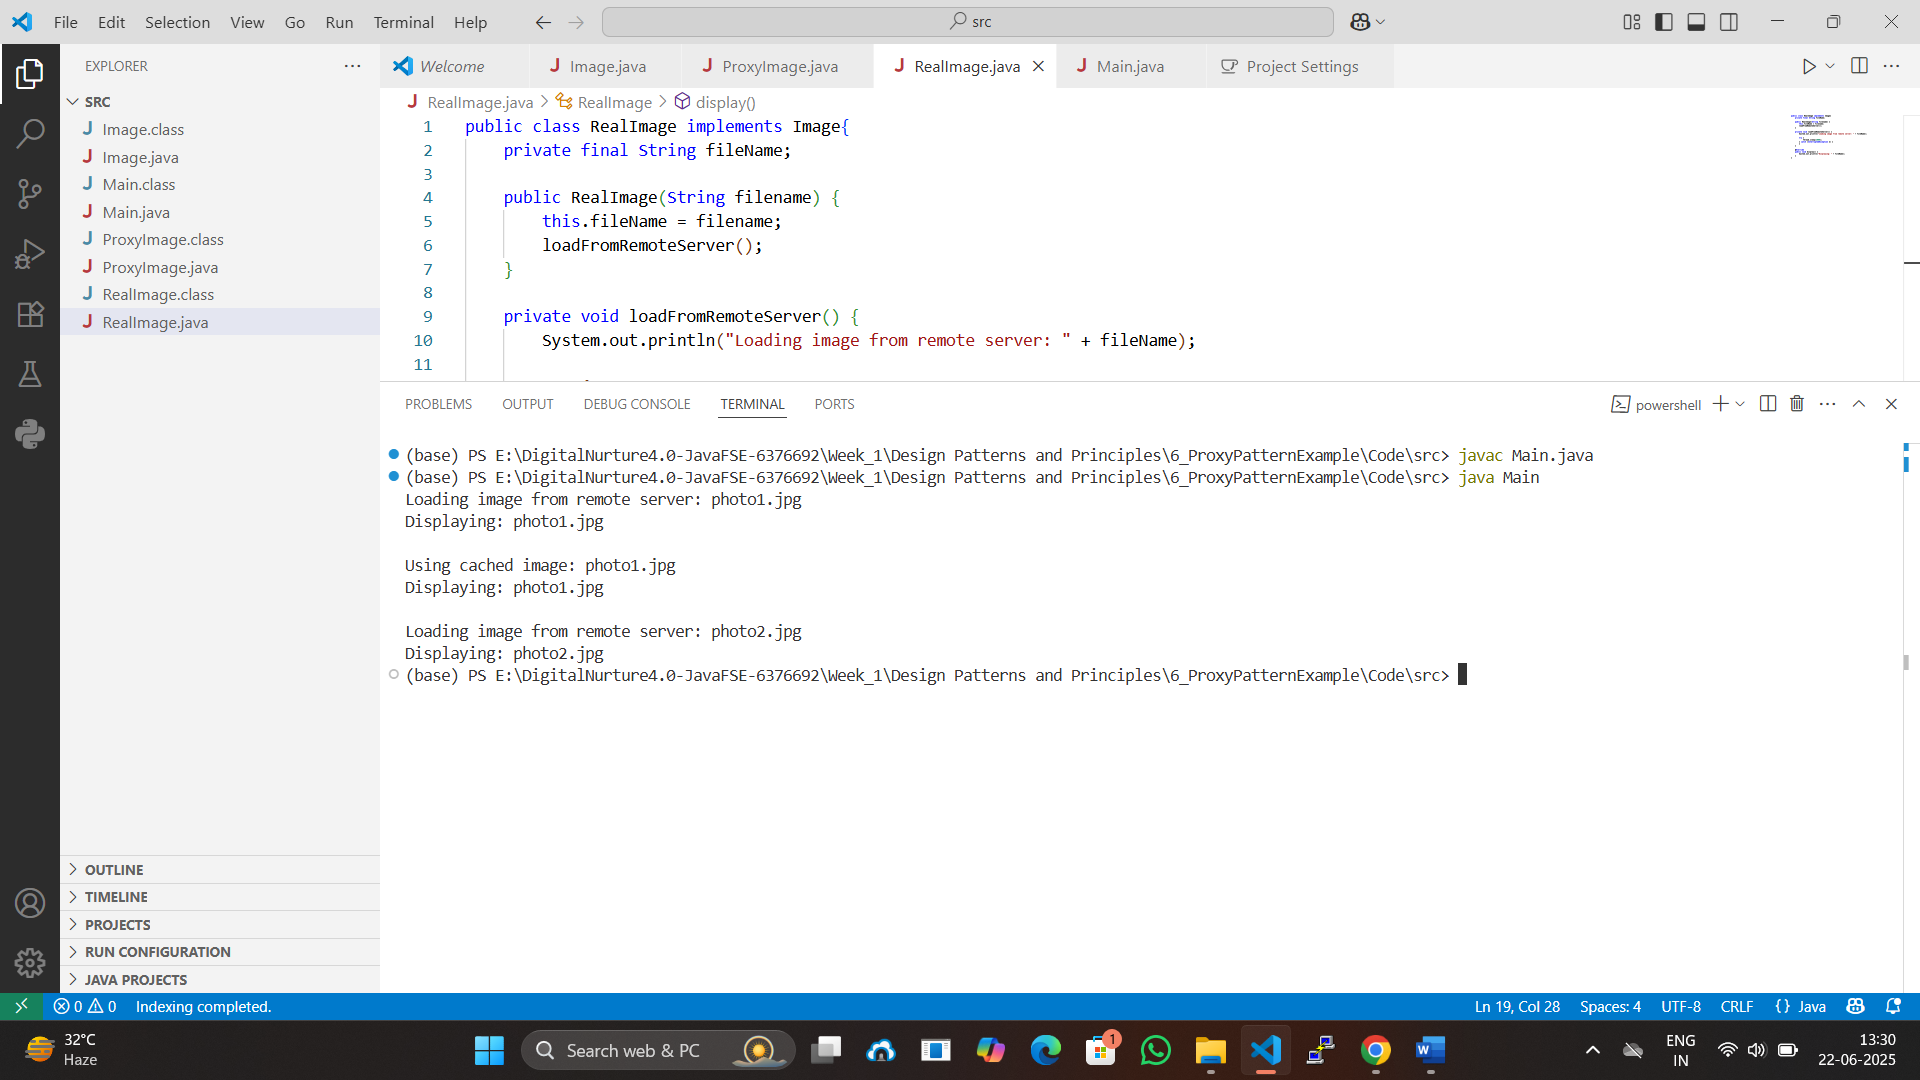 File Edit Selection View Go Run Terminal Help
src
EXPLORER
SRC
J Image.class
J Image.java
J Main.class
J Main.java
J ProxyImage.class
J ProxyImage.java
J RealImage.class
J RealImage.java
OUTLINE
TIMELINE
PROJECTS
RUN CONFIGURATION
JAVA PROJECTS
Welcome J Image.java J ProxyImage.java J RealImage.java J Main.java Project Settings
J RealImage.java > RealImage > display()
1 public class RealImage implements Image{
2 private final String fileName;
3
4 public RealImage(String filename) {
5 this.fileName = filename;
6 loadFromRemoteServer();
7 }
8
9 private void loadFromRemoteServer() {
10 System.out.println("Loading image from remote server: " + fileName);
11
PROBLEMS OUTPUT DEBUG CONSOLE TERMINAL PORTS
powershell
(base) PS E:\DigitalNurture4.0-JavaFSE-6376692\Week_1\Design Patterns and Principles\6_ProxyPatternExample\Code\src> javac Main.java
(base) PS E:\DigitalNurture4.0-JavaFSE-6376692\Week_1\Design Patterns and Principles\6_ProxyPatternExample\Code\src> java Main
Loading image from remote server: photo1.jpg
Displaying: photo1.jpg
Using cached image: photo1.jpg
Displaying: photo1.jpg
Loading image from remote server: photo2.jpg
Displaying: photo2.jpg
(base) PS E:\DigitalNurture4.0-JavaFSE-6376692\Week_1\Design Patterns and Principles\6_ProxyPatternExample\Code\src>
0 0 Indexing completed.
Ln 19, Col 28 Spaces: 4 UTF-8 CRLF {} Java
32°C
Haze
Search web & PC
1
ENG
IN
13:30
22-06-2025